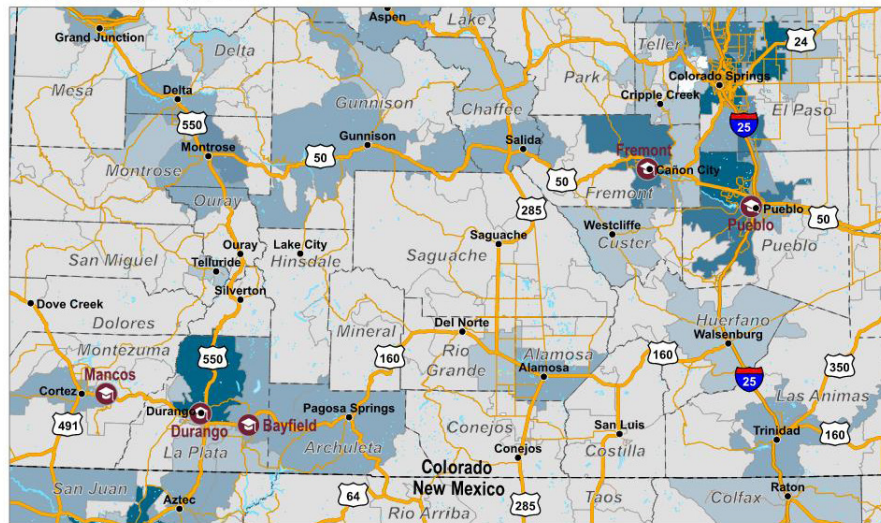 Aspen
Lake
Grand Junction
Delta
Teller
24
Mesa
Gunnison
Park
Colorado Springs
Delta
Chaffee
Cripple Creek
El Paso
550
Gunnison
Salida
25
Montrose
50
Fremont
Montrose
Cañon City
50
Ouray
Fremont
Pueblo
50
285
Westcliffe
Pueblo
Ouray
Lake City
Saguache
Custer
Pueblo
San Miguel
Hinsdale
Saguache
Telluride
Silverton
Dove Creek
Huerfano
Dolores
Mineral
Del Norte
Walsenburg
Montezuma
550
160
Rio
Grande
Alamosa
160
350
Mancos
Alamosa
25
Cortez
Las Animas
Durango
Pagosa Springs
Durango
Bayfield
491
San Luis
Trinidad
160
La Plata
Archuleta
Conejos
Conejos
Costilla
Colorado
New Mexico
San Juan
Aztec
64
285
Taos
Colfax
Raton
Rio Arriba